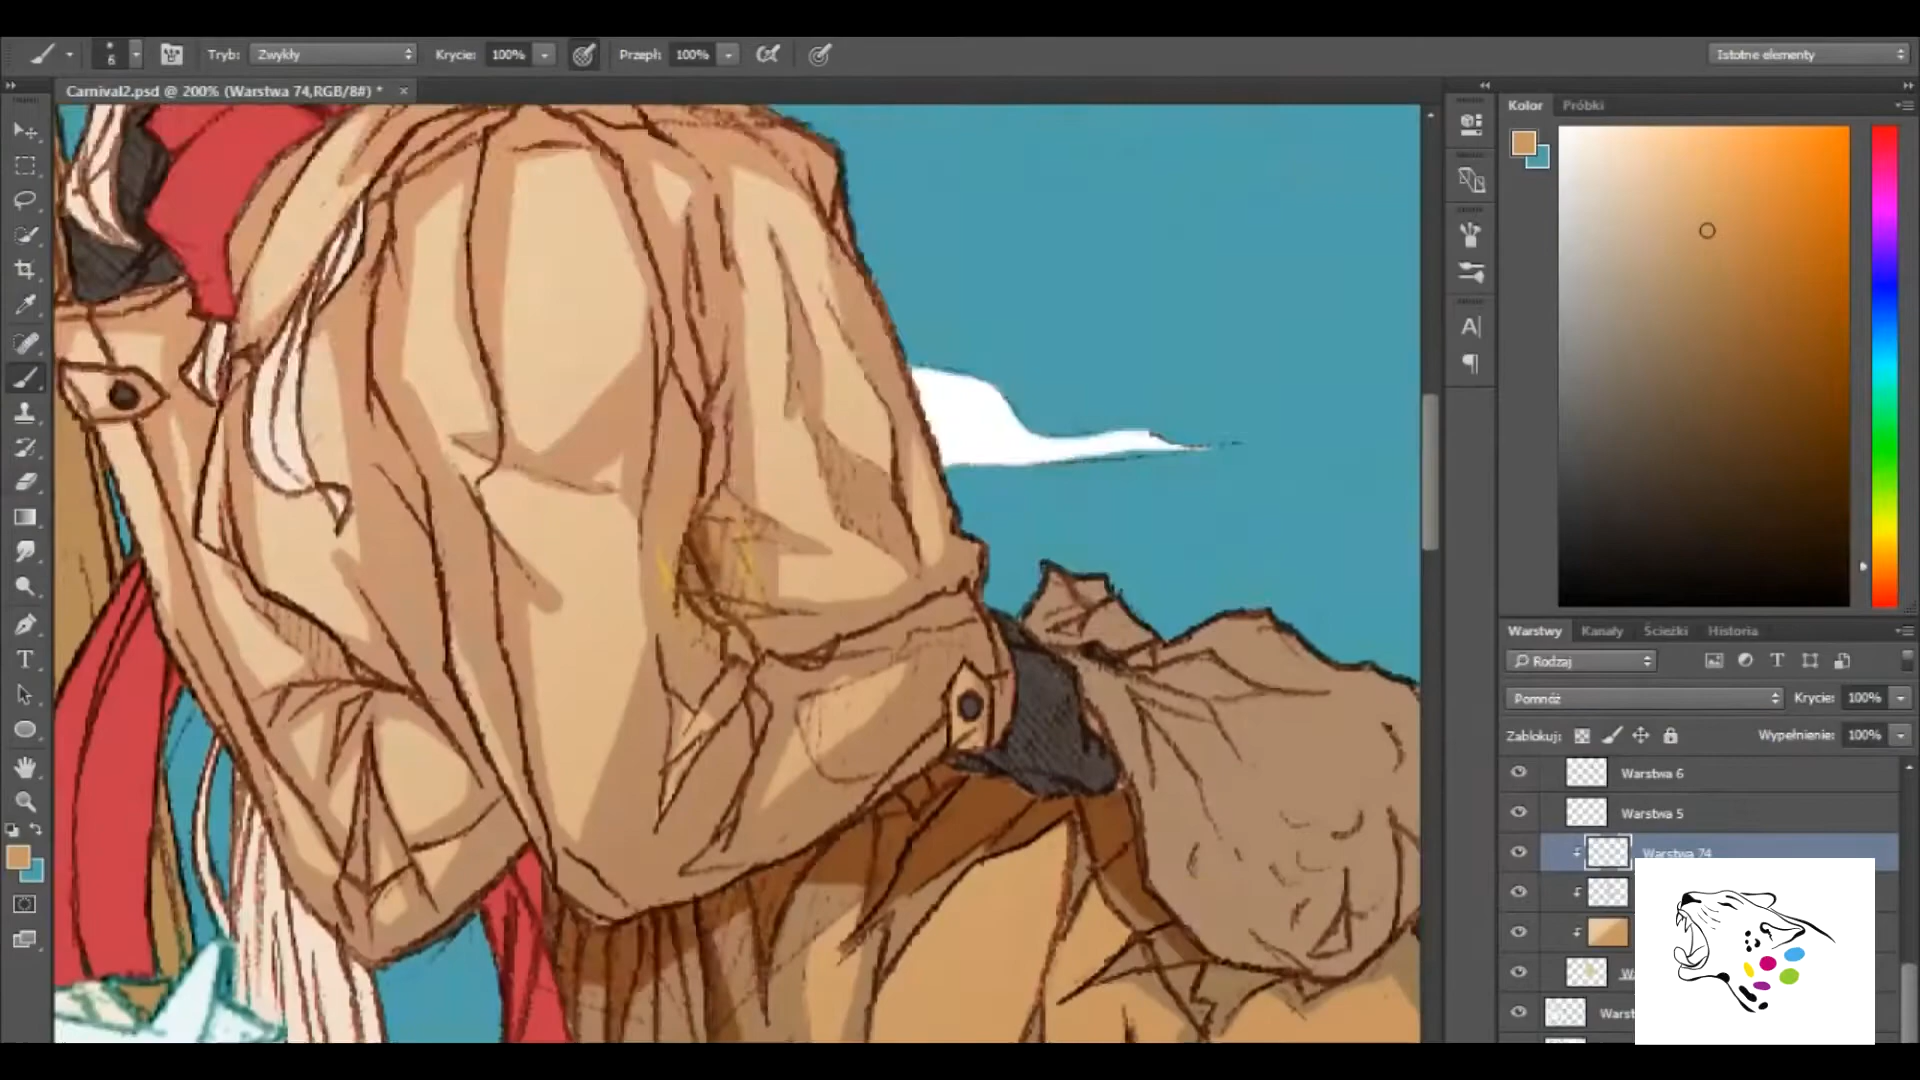 6
Tryb: Zwykły Krycie: 100% Przepł: 100%
Istotne elementy
Carnival2.psd @ 200% (Warstwa 74,RGB/8#) * ×
Kolor Próbki
A|
T
Warstwy Kanały Ścieżki Historia
Rodzaj
Pomnóż Krycie: 100%
Zablokuj: Wypełnienie: 100%
Warstwa 6
Warstwa 5
Warstwa 74